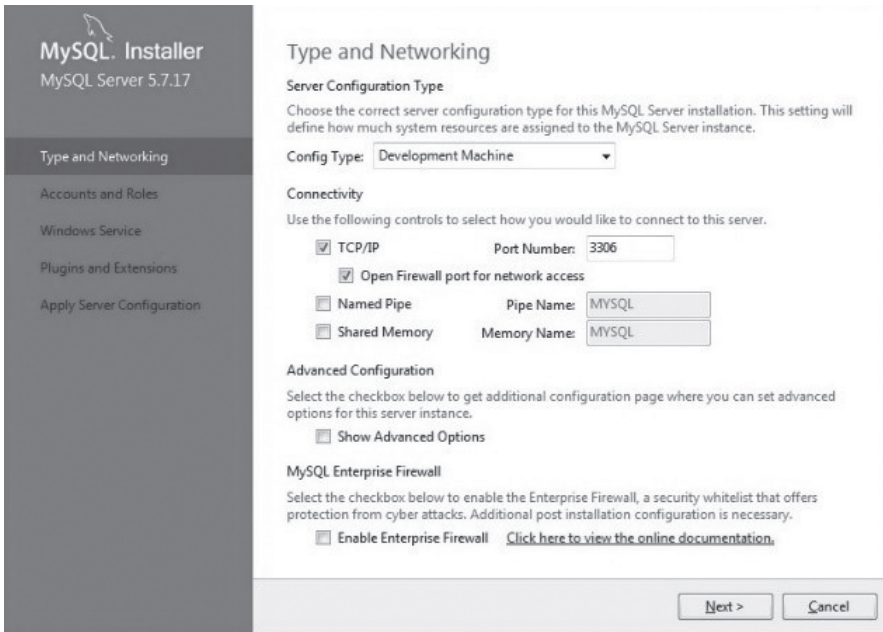 MySQL. Installer
MySQL Server 5.7.17
Type and Networking
Accounts and Roles
Windows Service
Plugins and Extensions
Apply Server Configuration
Type and Networking
Server Configuration Type
Choose the correct server configuration type for this MySQL Server installation. This setting will
define how much system resources are assigned to the MySQL Server instance.
Config Type: Development Machine
Connectivity
Use the following controls to select how you would like to connect to this server.
TCP/IP Port Number: 3306
Open Firewall port for network access
Named Pipe Pipe Name: MYSQL
Shared Memory Memory Name: MYSQL
Advanced Configuration
Select the checkbox below to get additional configuration page where you can set advanced
options for this server instance.
Show Advanced Options
MySQL Enterprise Firewall
Select the checkbox below to enable the Enterprise Firewall, a security whitelist that offers
protection from cyber attacks. Additional post installation configuration is necessary.
Enable Enterprise Firewall Click here to view the online documentation.
Next > Cancel